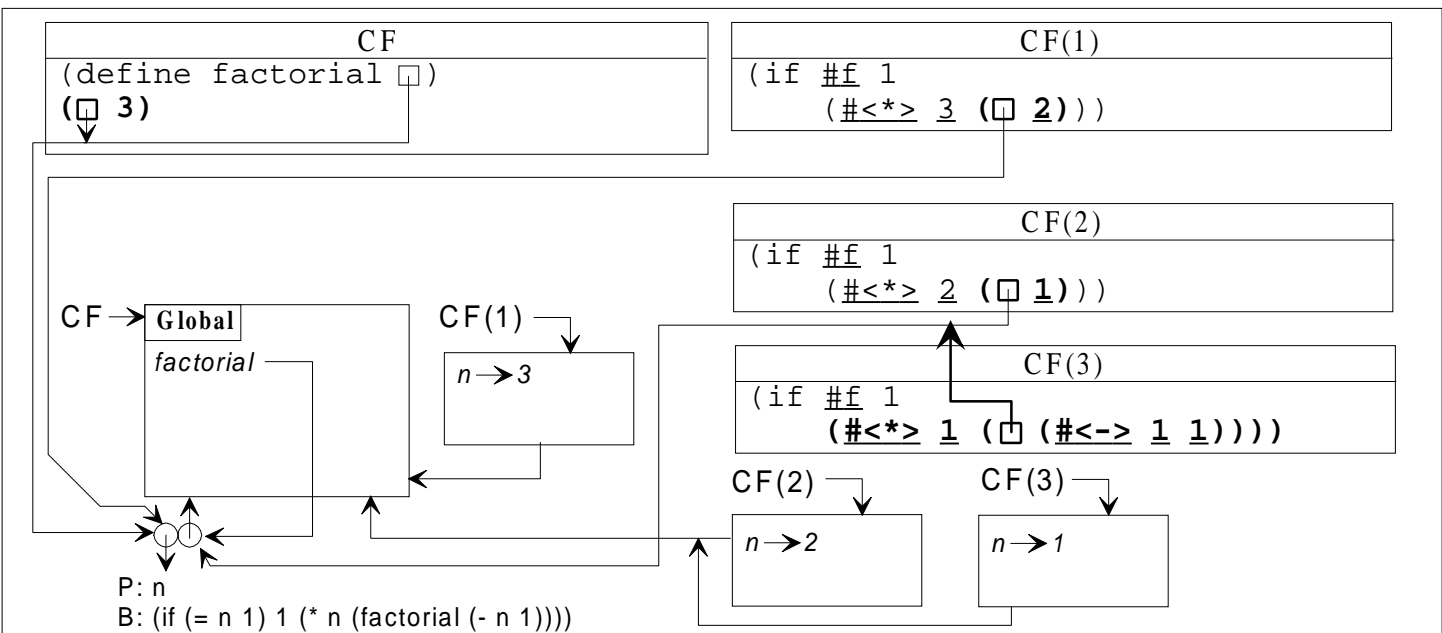 CF
(define factorial □)
(□ 3)
CF(1)
(if #f 1
(#<*> 3 (□ 2)))
CF(2)
(if #f 1
(#<*> 2 (□ 1)))
CF(3)
(if #f 1
(#<*> 1 (□ (#<-> 1 1))))
CF
Global
factorial
CF(1)
n 3
CF(2)
n 2
CF(3)
n 1
P: n
B: (if (= n 1) 1 (* n (factorial (- n 1))))